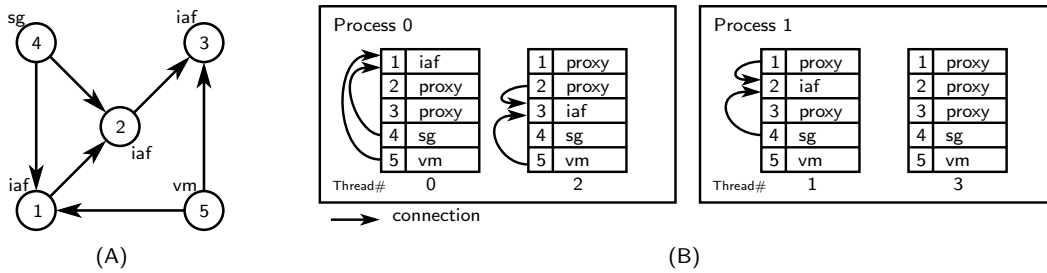 sg
iaf
4
3
2
iaf
iaf
vm
1
5
(A)
Process 0
1 iaf
2 proxy
3 proxy
4 sg
5 vm
1 proxy
2 proxy
3 iaf
4 sg
5 vm
Thread# 0 2
Process 1
1 proxy
2 iaf
3 proxy
4 sg
5 vm
1 proxy
2 proxy
3 proxy
4 sg
5 vm
Thread# 1 3
connection
(B)